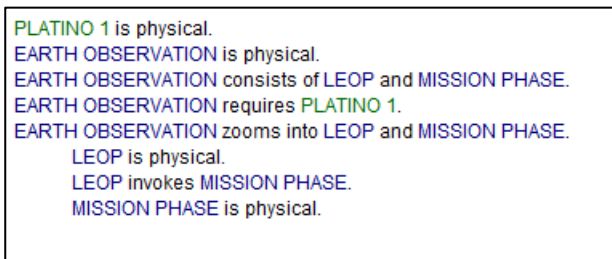 PLATINO 1 is physical.
EARTH OBSERVATION is physical.
EARTH OBSERVATION consists of LEOP and MISSION PHASE.
EARTH OBSERVATION requires PLATINO 1.
EARTH OBSERVATION zooms into LEOP and MISSION PHASE.
LEOP is physical.
LEOP invokes MISSION PHASE.
MISSION PHASE is physical.